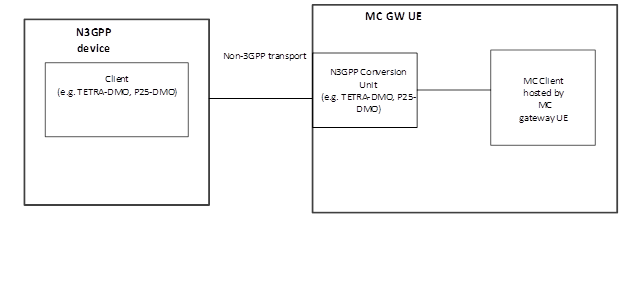 N3GPP
device
Client
(e.g. TETRA-DMO, P25-DMO)
Non-3GPP transport
MC GW UE
N3GPP Conversion
Unit
(e.g. TETRA-DMO, P25-
DMO)
MC Client
hosted by
MC
gateway UE